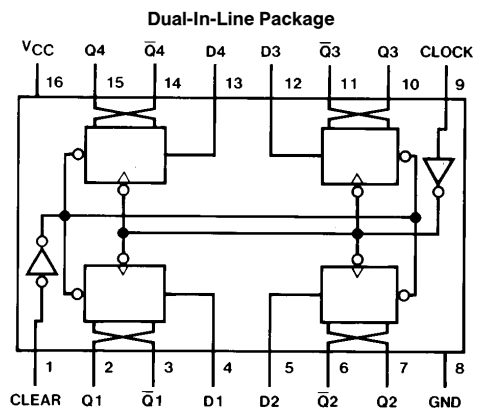 Dual-In-Line Package
VCC Q4 Q̅4 D4 D3 Q̅3 Q3 CLOCK
16 15 14 13 12 11 10 9
1 2 3 4 5 6 7 8
CLEAR Q1 Q̅1 D1 D2 Q̅2 Q2 GND